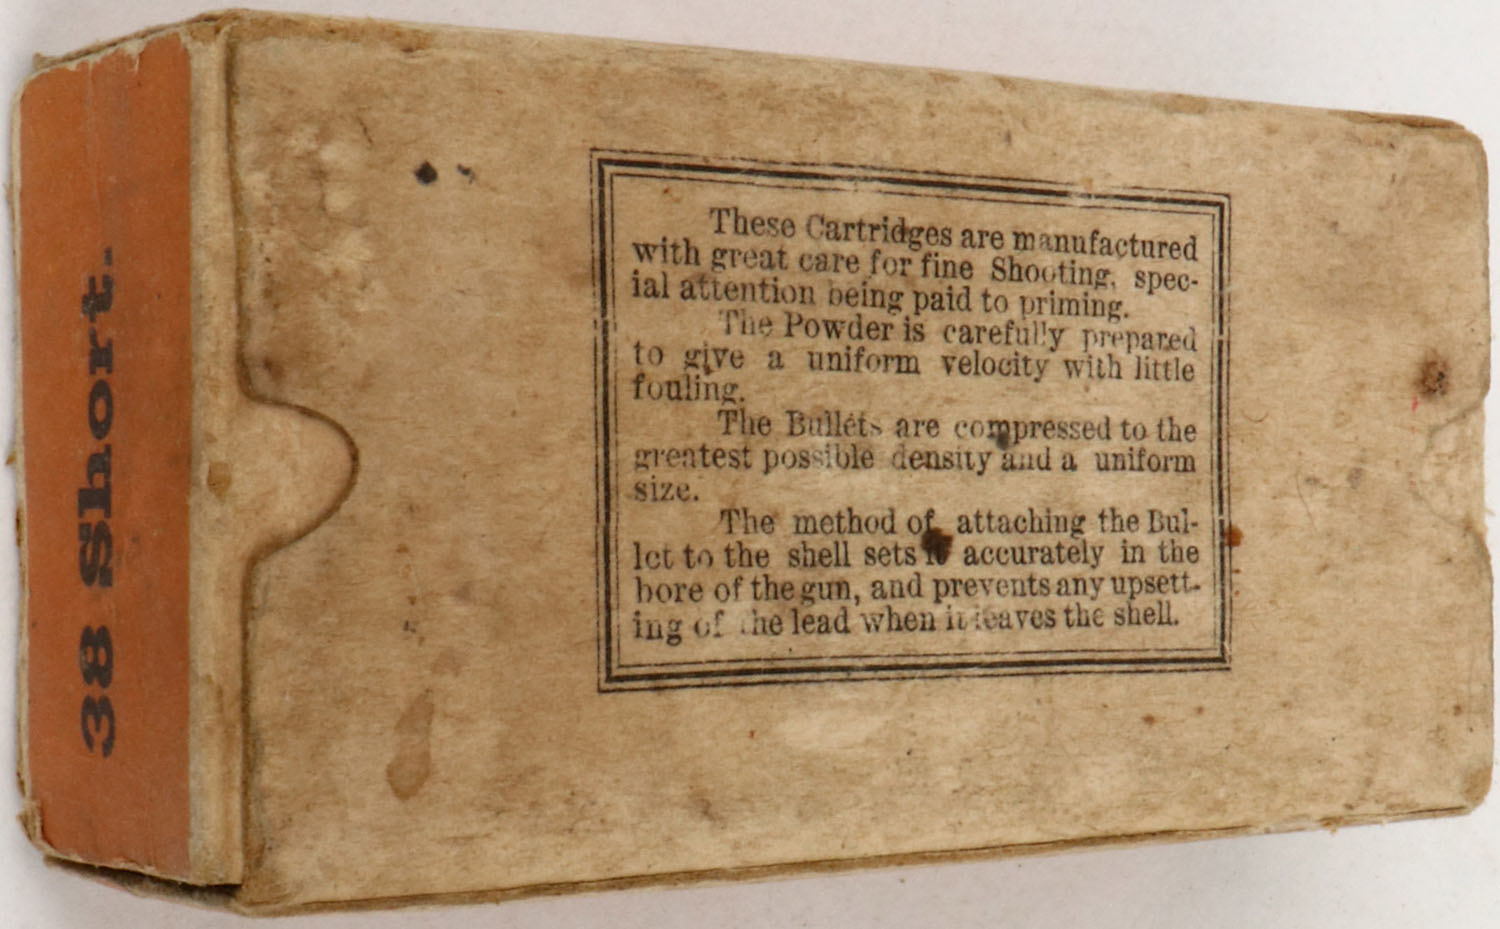 38 Short.
These Cartridges are manufactured
with great care for fine Shooting, spec-
ial attention being paid to priming.
The Powder is carefully prepared
to give a uniform velocity with little
fouling.
The Bullets are compressed to the
greatest possible density and a uniform
size.
The method of attaching the Bul-
let to the shell sets it accurately in the
bore of the gun, and prevents any upsett-
ing of the lead when it leaves the shell.